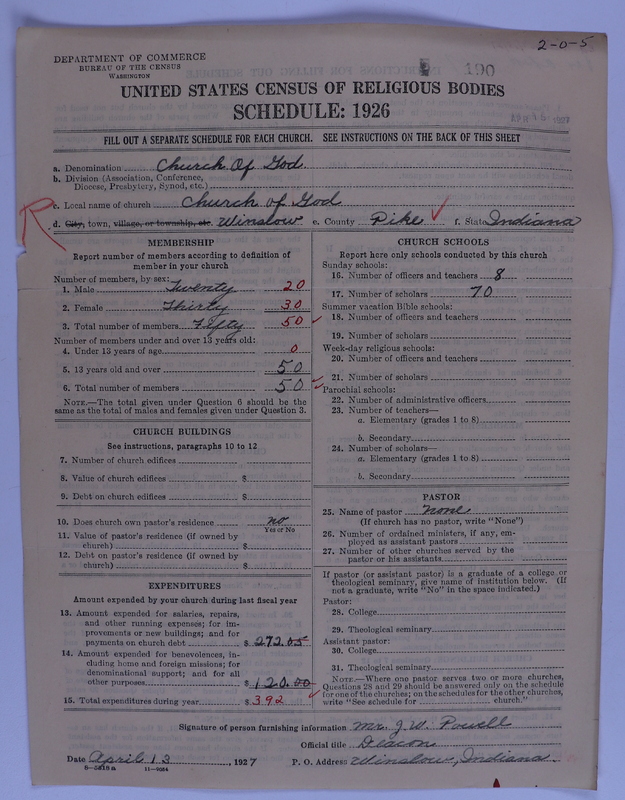 2-0-5
DEPARTMENT OF COMMERCE
BUREAU OF THE CENSUS
WASHINGTON
190
UNITED STATES CENSUS OF RELIGIOUS BODIES
SCHEDULE: 1926
FILL OUT A SEPARATE SCHEDULE FOR EACH CHURCH. SEE INSTRUCTIONS ON THE BACK OF THIS SHEET
a. Denomination Church Of God
b. Division (Association, Conference,
Diocese, Presbytery, Synod, etc.)
R
c. Local name of church Church of God
d. City, town, village, or township, etc. Winslow e. County Pike f. State Indiana
MEMBERSHIP
Report number of members according to definition of
member in your church
Number of members, by sex:
1. Male Twenty 20
2. Female Thirty 30
3. Total number of members Fifty 50
Number of members under and over 13 years old:
4. Under 13 years of age 0
5. 13 years old and over 50
6. Total number of members 50
NOTE.—The total given under Question 6 should be the
same as the total of males and females given under Question 3.
CHURCH BUILDINGS
See instructions, paragraphs 10 to 12
7. Number of church edifices
8. Value of church edifices $
9. Debt on church edifices $
10. Does church own pastor's residence no
Yes or No
11. Value of pastor's residence (if owned by
church) $
12. Debt on pastor's residence (if owned by
church) $
EXPENDITURES
Amount expended by your church during last fiscal year
13. Amount expended for salaries, repairs,
and other running expenses; for im-
provements or new buildings; and for
payments on church debt $ 272.05
14. Amount expended for benevolences, in-
cluding home and foreign missions; for
denominational support; and for all
other purposes $ 120.00
15. Total expenditures during year $ 392
CHURCH SCHOOLS
Report here only schools conducted by this church
Sunday schools:
16. Number of officers and teachers 8
17. Number of scholars 70
Summer vacation Bible schools:
18. Number of officers and teachers
19. Number of scholars
Week-day religious schools:
20. Number of officers and teachers
21. Number of scholars
Parochial schools:
22. Number of administrative officers
23. Number of teachers—
a. Elementary (grades 1 to 8)
b. Secondary
24. Number of scholars—
a. Elementary (grades 1 to 8)
b. Secondary
PASTOR
25. Name of pastor none
(If church has no pastor, write "None")
26. Number of ordained ministers, if any, em-
ployed as assistant pastors
27. Number of other churches served by the
pastor or his assistants
If pastor (or assistant pastor) is a graduate of a college or
theological seminary, give name of institution below. (If
not a graduate, write "No" in the space indicated.)
Pastor:
28. College
29. Theological seminary
Assistant pastor:
30. College
31. Theological seminary
NOTE.—Where one pastor serves two or more churches,
Questions 28 and 29 should be answered only on the schedule
for one of the churches; on the schedules for the other churches,
write "See schedule for church."
Signature of person furnishing information Mr. J. W. Powell
Official title Deacon
Date April 13, 1927 P. O. Address Winslow, Indiana